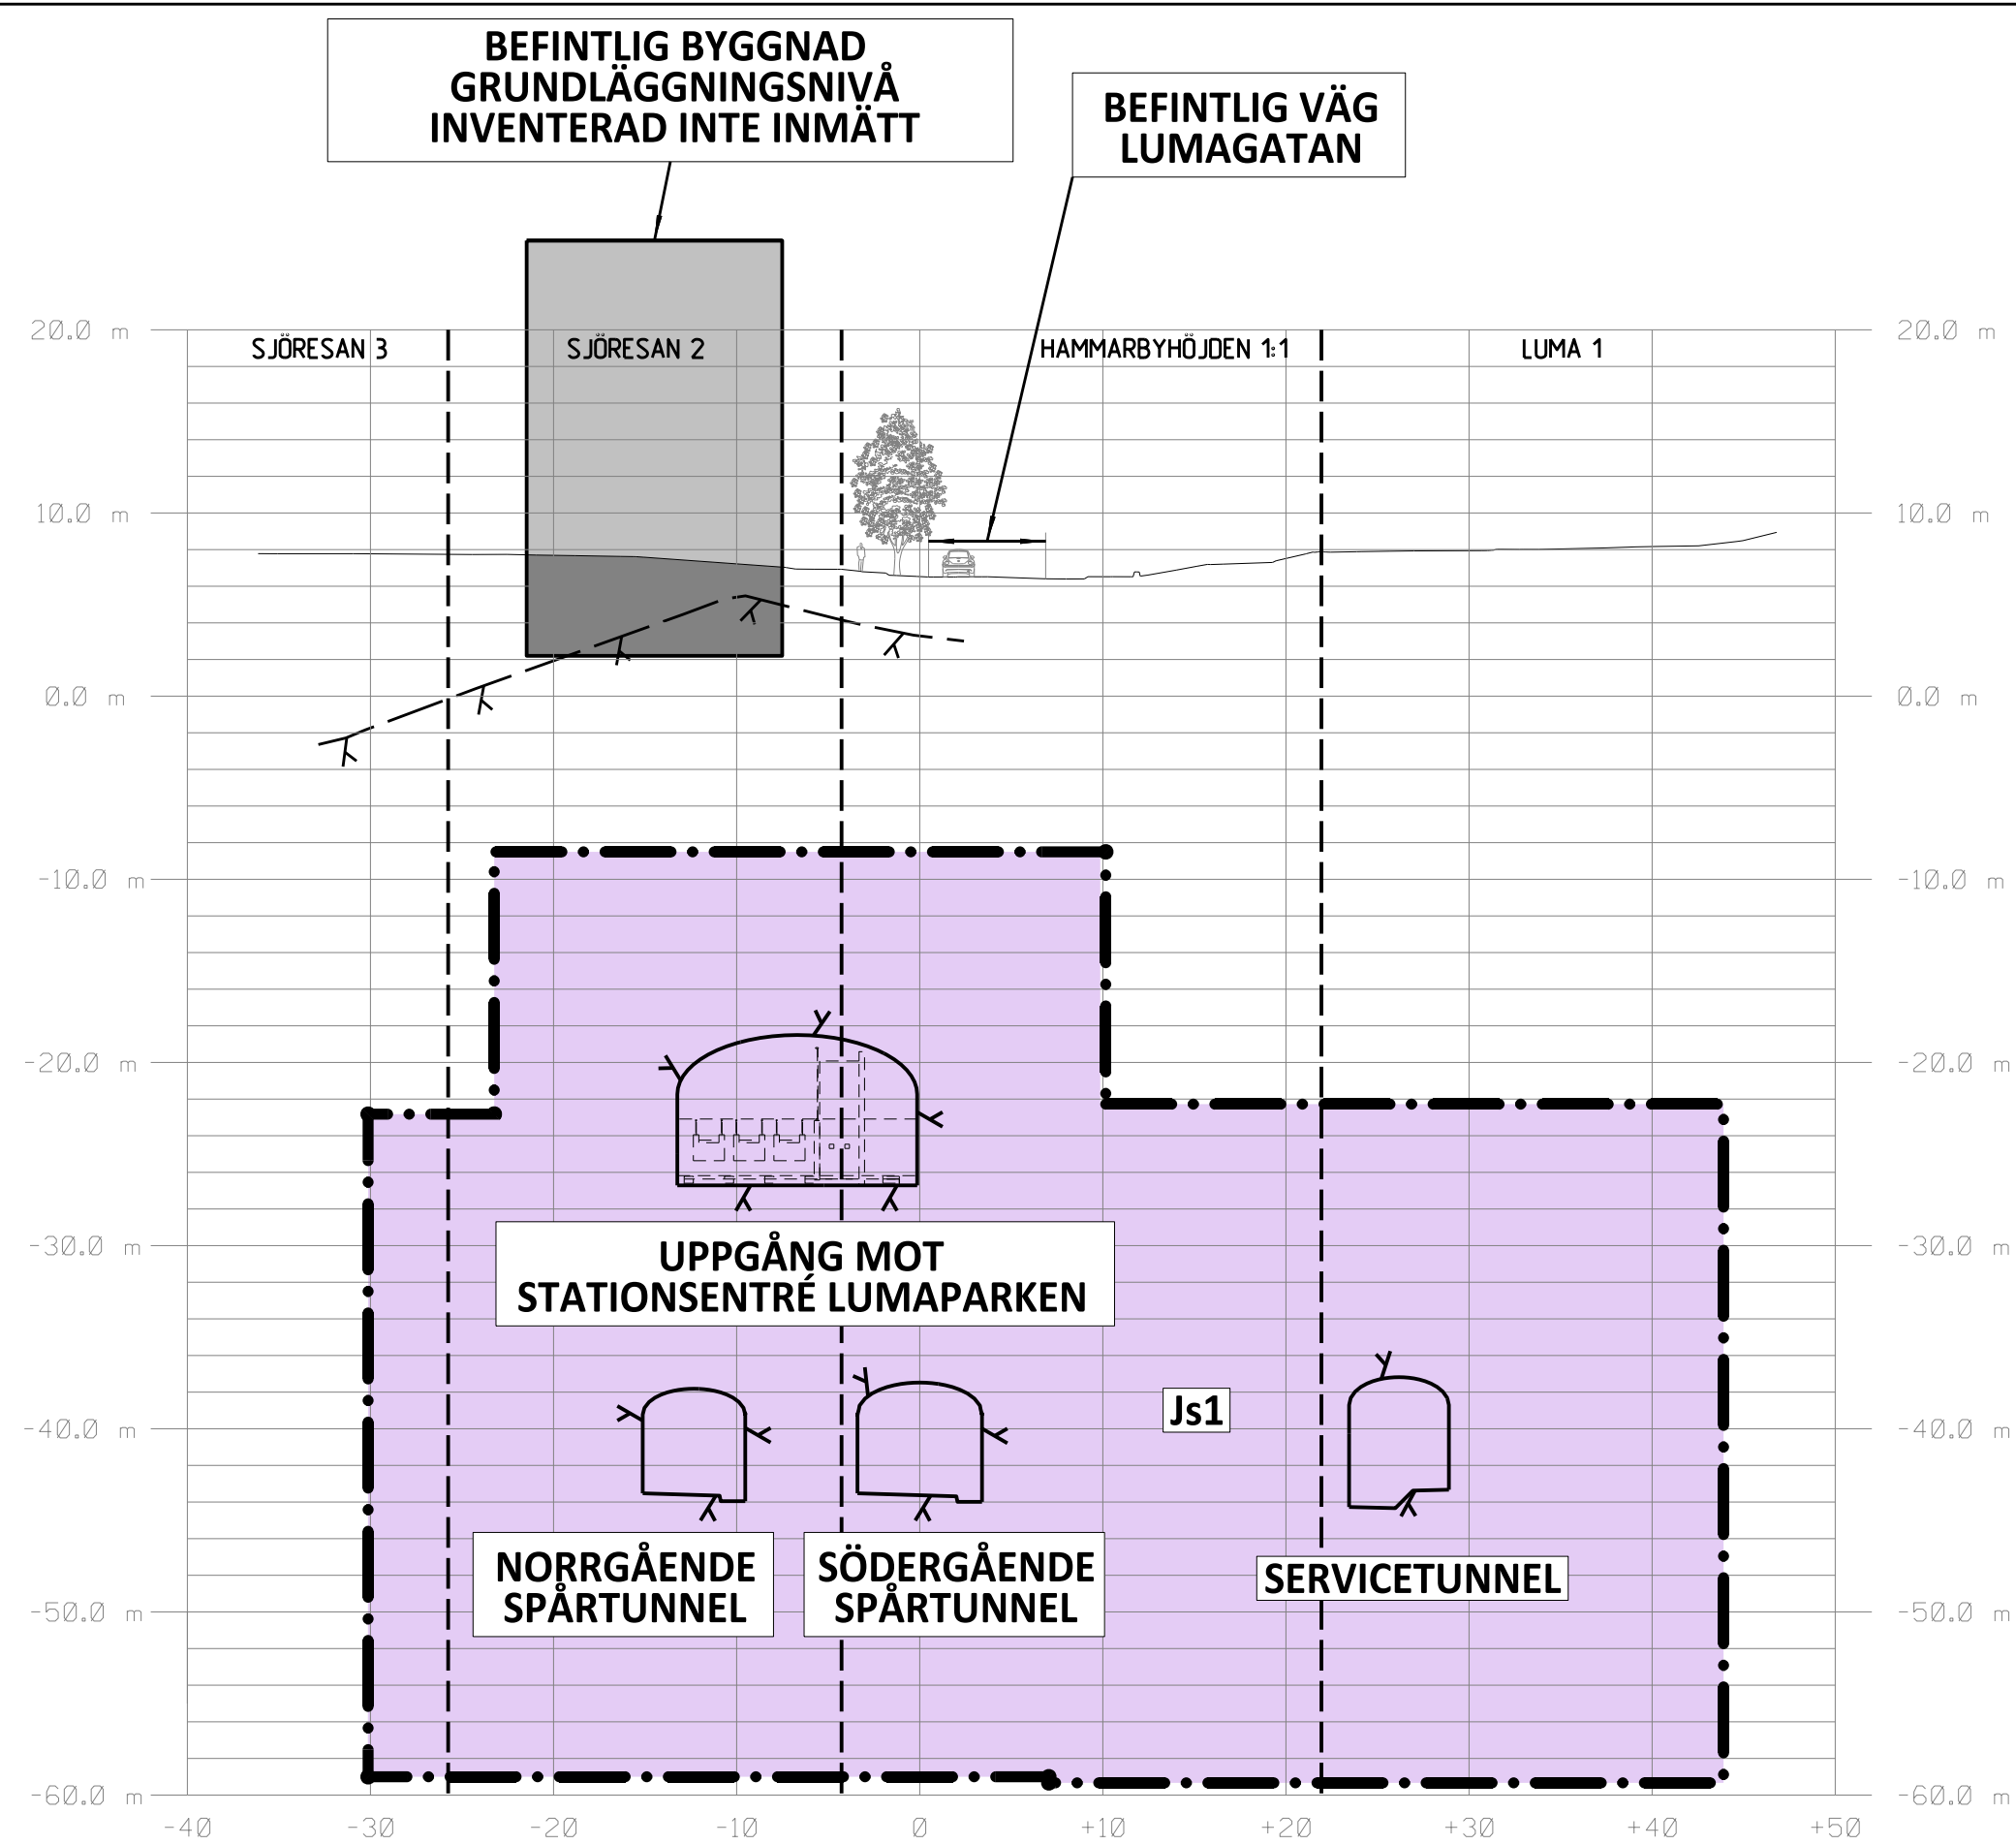 BEFINTLIG BYGGNAD
GRUNDLÄGGNINGSNIVÅ
INVENTERAD INTE INMÄTT
BEFINTLIG VÄG
LUMAGATAN
20.0 m
20.0 m
SJÖRESAN 3
SJÖRESAN 2
HAMMARBYHÖJDEN 1:1
LUMA 1
10.0 m
10.0 m
0.0 m
0.0 m
-10.0 m
-10.0 m
-20.0 m
-20.0 m
UPPGÅNG MOT
STATIONSENTRÉ LUMAPARKEN
-30.0 m
-30.0 m
Js1
-40.0 m
-40.0 m
NORRGÅENDE
SPÅRTUNNEL
SÖDERGÅENDE
SPÅRTUNNEL
SERVICETUNNEL
-50.0 m
-50.0 m
-60.0 m
-60.0 m
-40 -30 -20 -10 0 +10 +20 +30 +40 +50